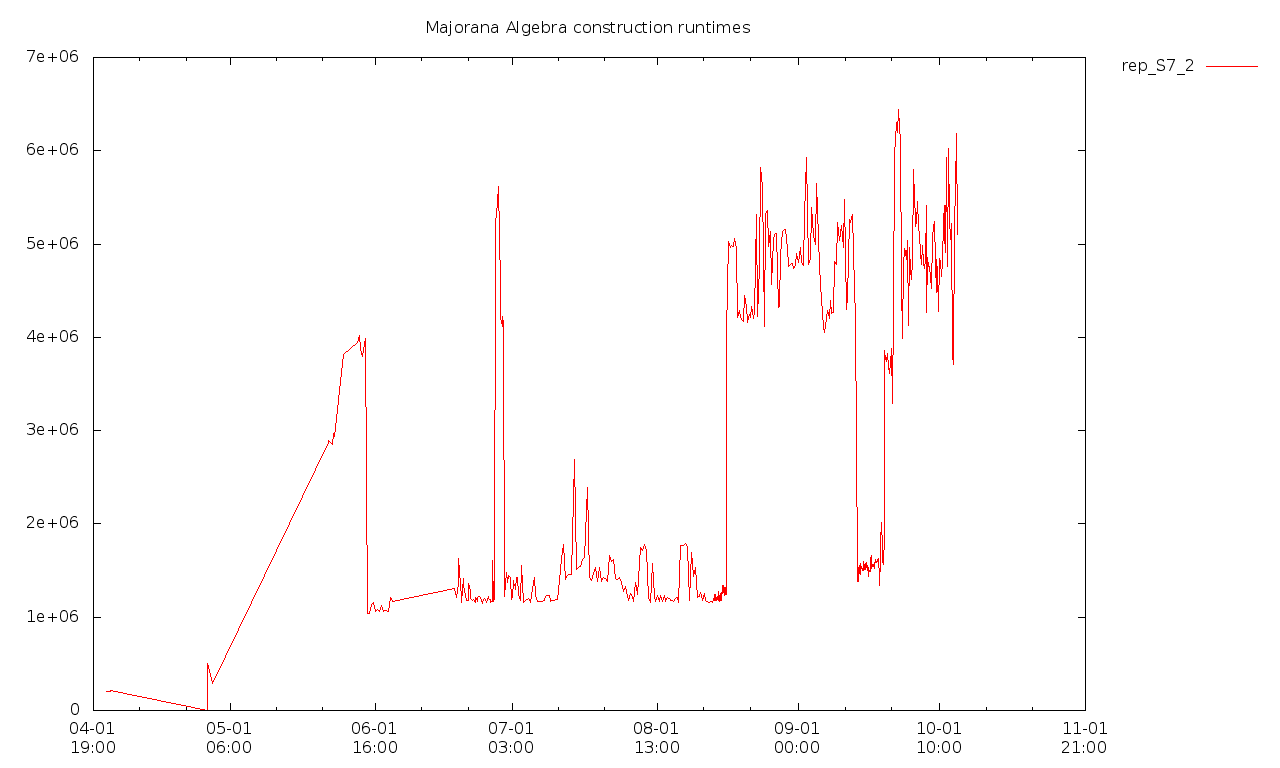 Majorana Algebra construction runtimes
rep_S7_2
7e+06
6e+06
5e+06
4e+06
3e+06
2e+06
1e+06
0
04-01 19:00
05-01 06:00
06-01 16:00
07-01 03:00
08-01 13:00
09-01 00:00
10-01 10:00
11-01 21:00